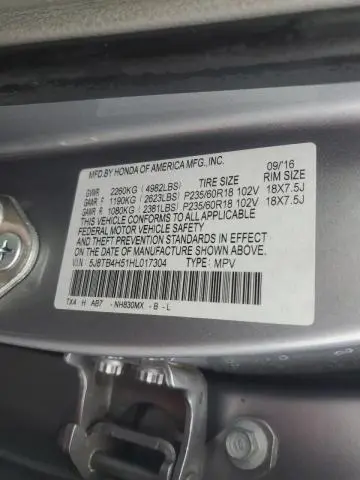 MFD.BY HONDA OF AMERICA MFG.,INC. 09/16
TIRE SIZE RIM SIZE
GVWR 2260KG ( 4982LBS)
GAWR F 1190KG ( 2623LBS) P235/60R18 102V 18X7.5J
GAWR R 1080KG ( 2381LBS) P235/60R18 102V 18X7.5J
THIS VEHICLE CONFORMS TO ALL APPLICABLE
FEDERAL MOTOR VEHICLE SAFETY
AND THEFT PREVENTION STANDARDS IN EFFECT
ON THE DATE OF MANUFACTURE SHOWN ABOVE.
V.I.N : 5J8TB4H51HL017304 TYPE : MPV
TX4 H AB7 - NH830MX - B - L